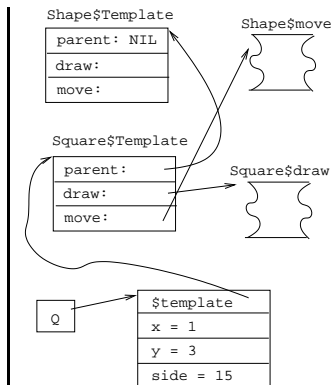 Shape$Template
Shape$move
parent: NIL
draw:
move:
Square$Template
Square$draw
parent:
draw:
move:
Q
$template
x = 1
y = 3
side = 15